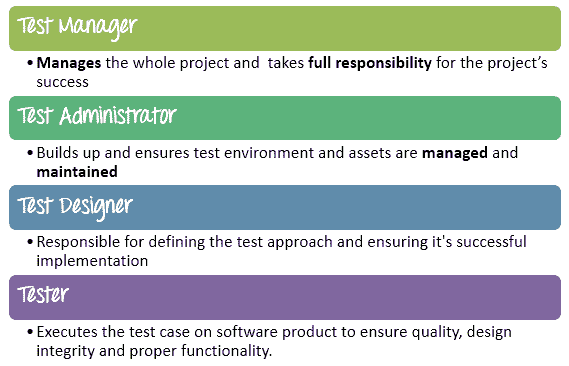 Test Manager
• Manages the whole project and takes full responsibility for the project's
success
Test Administrator
• Builds up and ensures test environment and assets are managed and
maintained
Test Designer
• Responsible for defining the test approach and ensuring it's successful
implementation
Tester
• Executes the test case on software product to ensure quality, design
integrity and proper functionality.